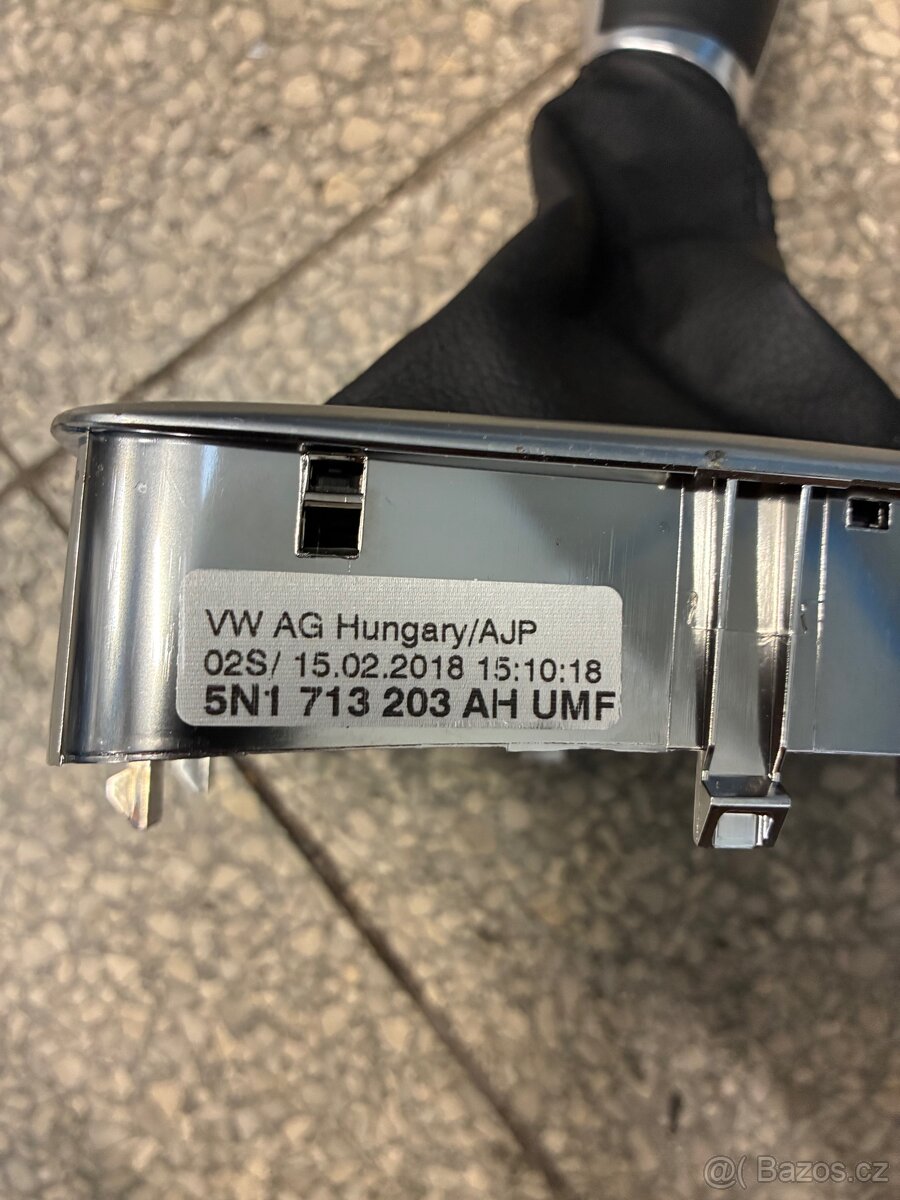 VW AG Hungary/AJP
02S/ 15.02.2018 15:10:18
5N1 713 203 AH UMF
@( Bazos.cz